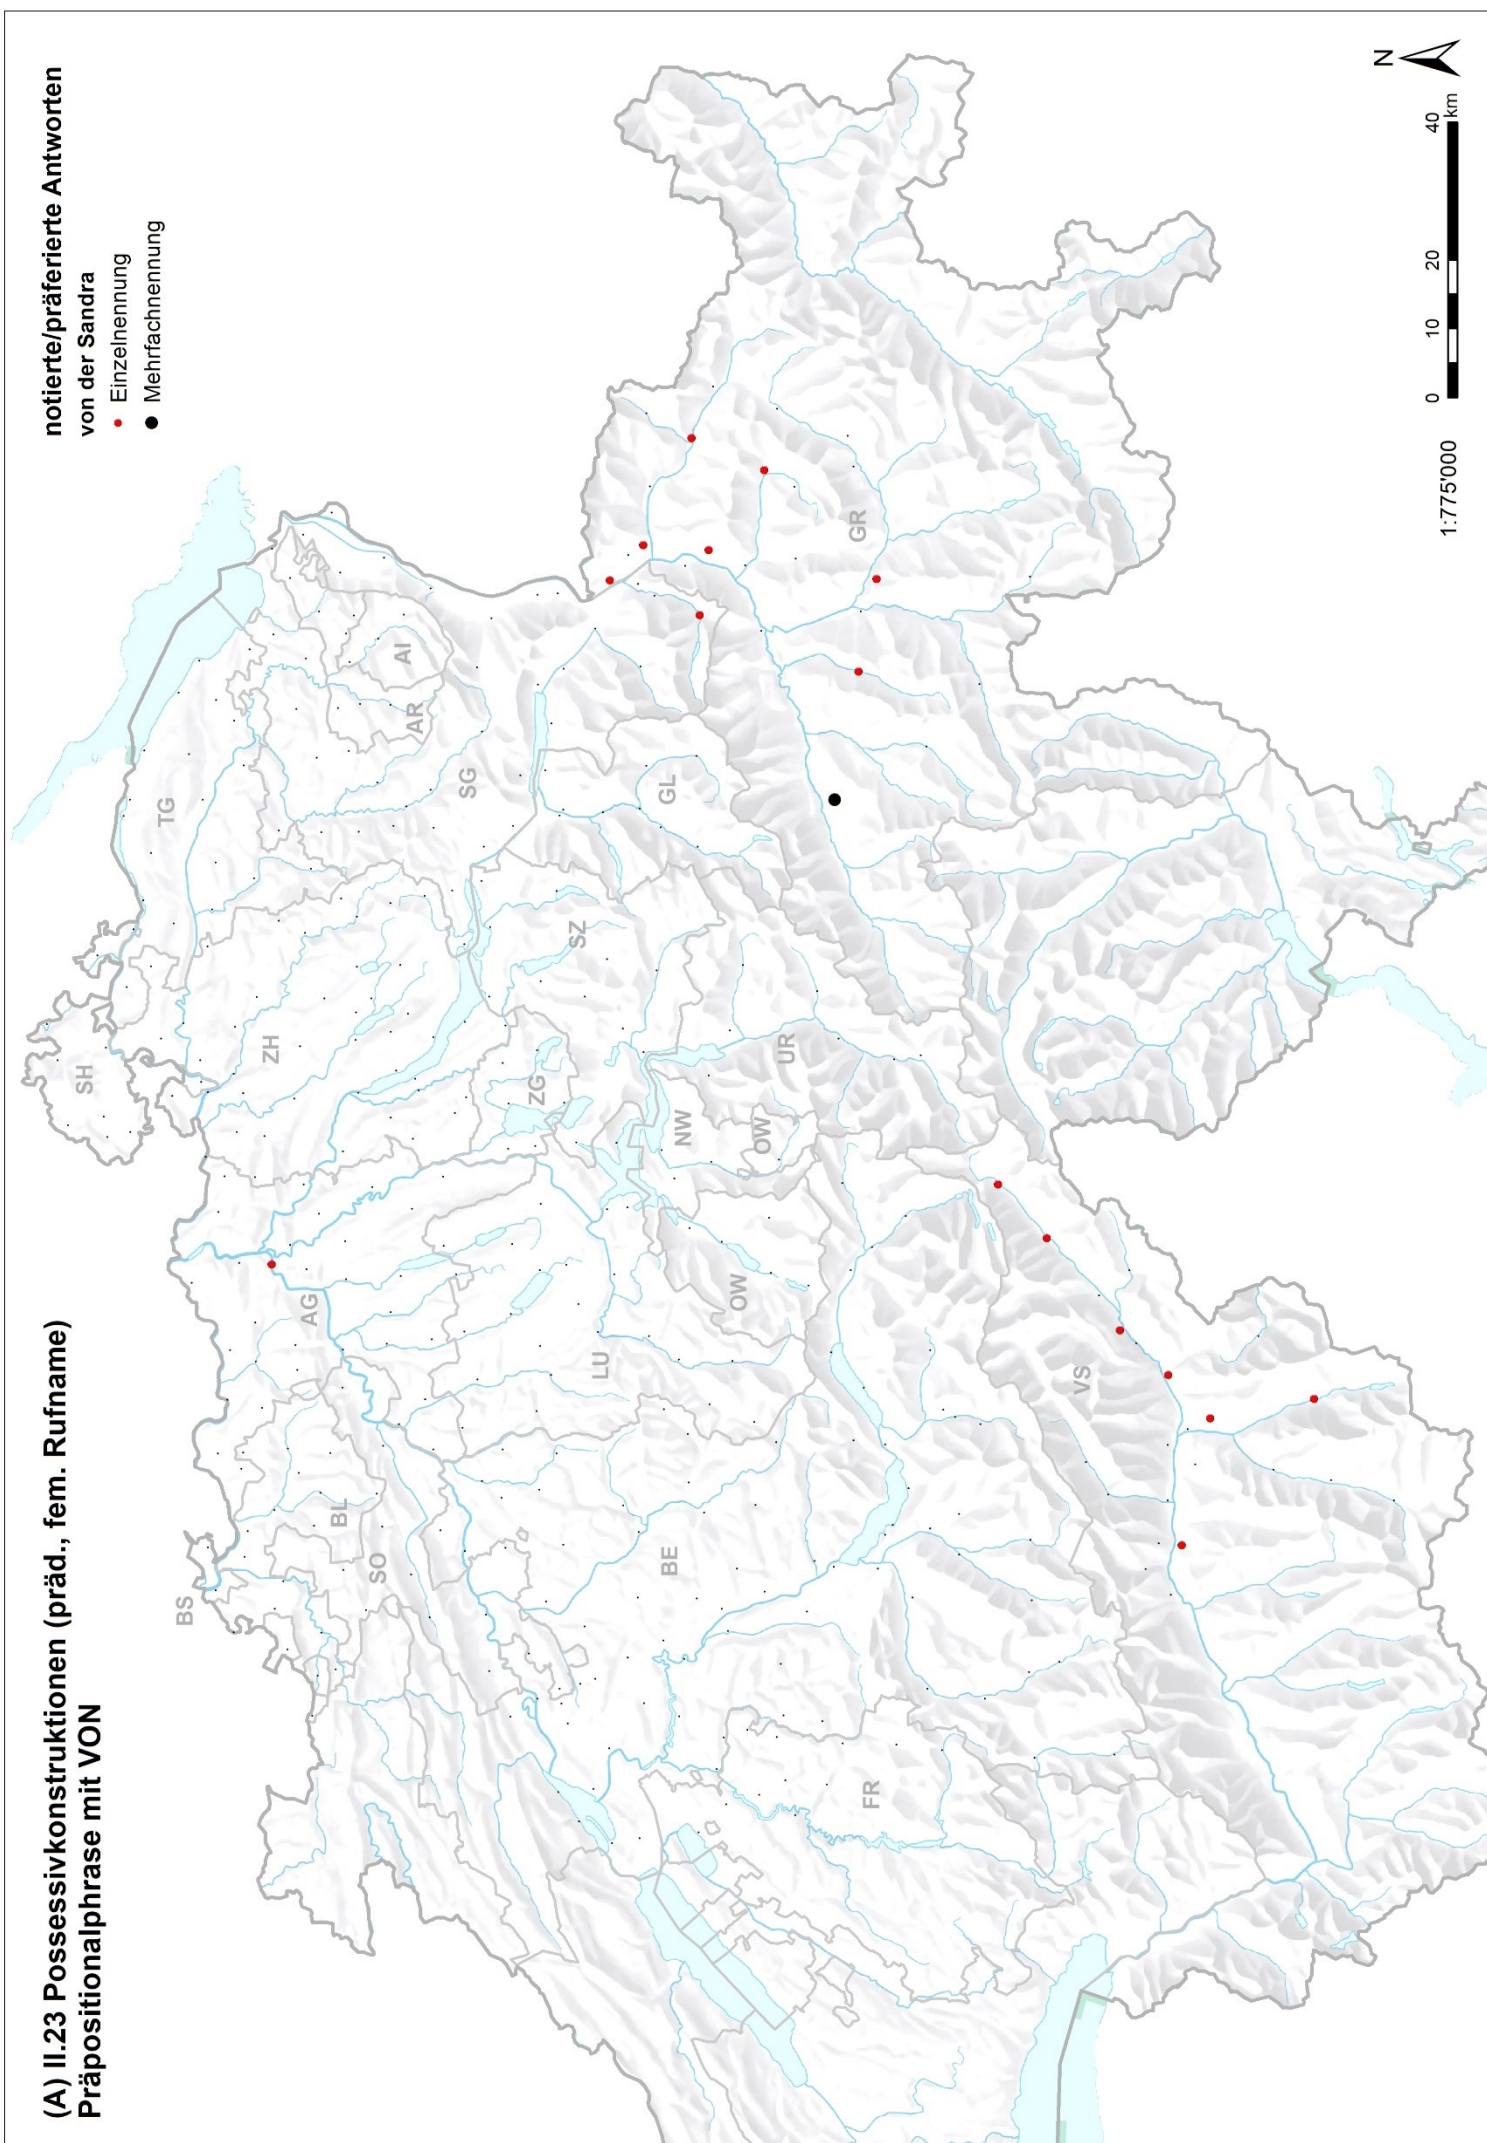 (A) II.23 Possessivkonstruktionen (präd., fem. Rufname)
Präpositionalphrase mit VON
notierte/präferierte Antworten
von der Sandra
Einzelnennung
Mehrfachnennung
BS
SH
TG
BL
AG
ZH
SO
AR
AI
SG
ZG
LU
SZ
GL
BE
NW
OW
OW
UR
FR
VS
GR
N
0 10 20 40
km
1:775'000